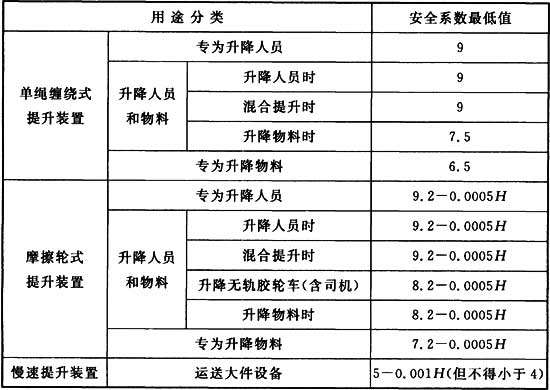 用途分类 安全系数最低值
单绳缠绕式
提升装置
专为升降人员 9
升降人员
和物料
升降人员时 9
混合提升时 9
升降物料时 7.5
专为升降物料 6.5
摩擦轮式
提升装置
专为升降人员 9.2－0.0005H
升降人员
和物料
升降人员时 9.2－0.0005H
混合提升时 9.2－0.0005H
升降无轨胶轮车(含司机) 8.2－0.0005H
升降物料时 8.2－0.0005H
专为升降物料 7.2－0.0005H
慢速提升装置 运送大件设备 5－0.001H(但不得小于4)